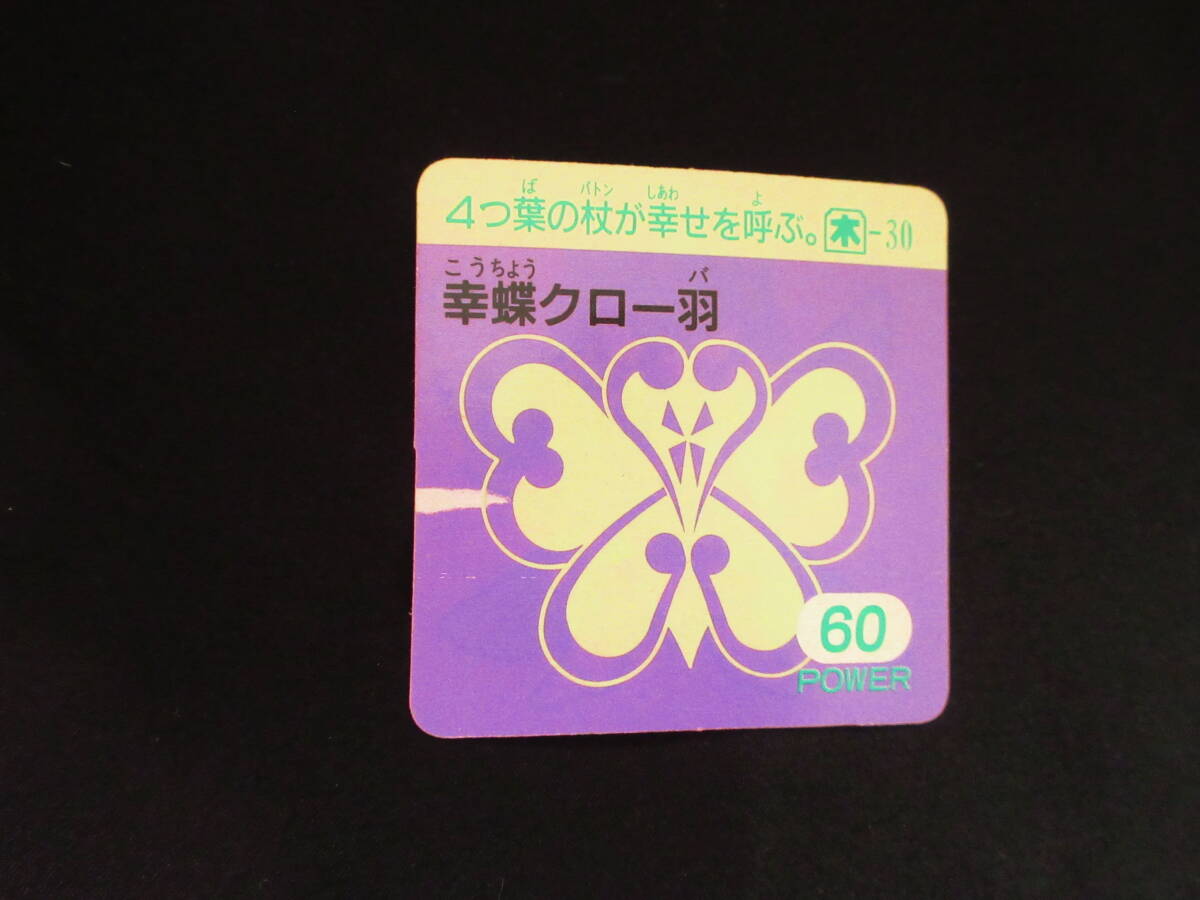 ば バトン しあわ よ
4つ葉の杖が幸せを呼ぶ。木-30
こうちょう バ
幸蝶クロー羽
60
POWER